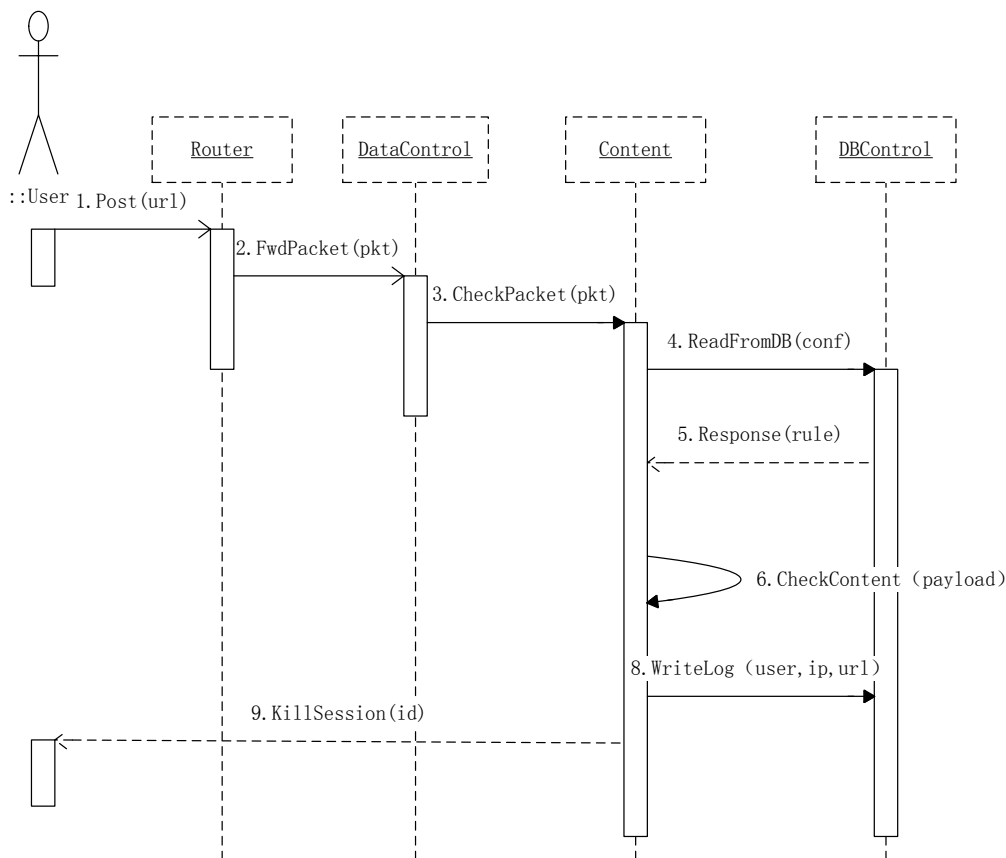 Router
DataControl
Content
DBControl
::User
1.Post(url)
2.FwdPacket(pkt)
3.CheckPacket(pkt)
4.ReadFromDB(conf)
5.Response(rule)
6.CheckContent（payload)
8.WriteLog（user,ip,url)
9.KillSession(id)